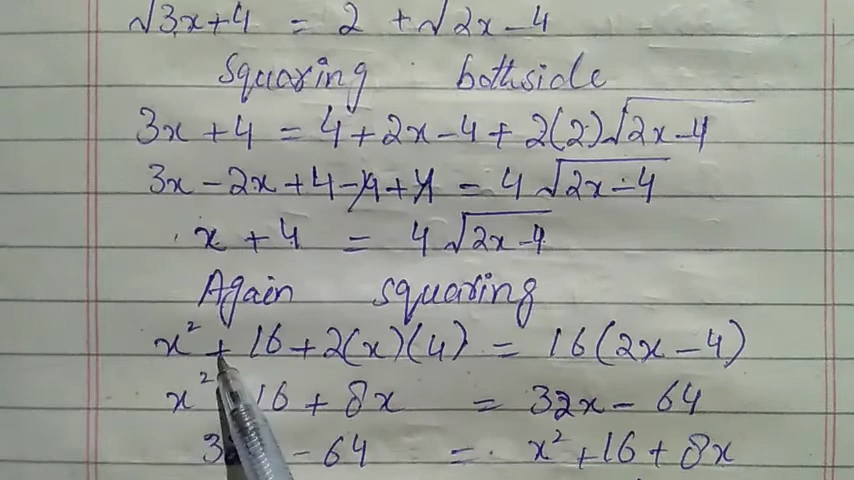 √3x+4 = 2 + √2x-4
Squaring bothside
3x + 4 = 4 + 2x - 4 + 2(2)√2x-4
3x - 2x + 4 - 4 + 4 = 4√2x-4
x + 4 = 4√2x-4
Again squaring
x² + 16 + 2(x)(4) = 16(2x - 4)
x² 16 + 8x = 32x - 64
3 - 64 = x² + 16 + 8x